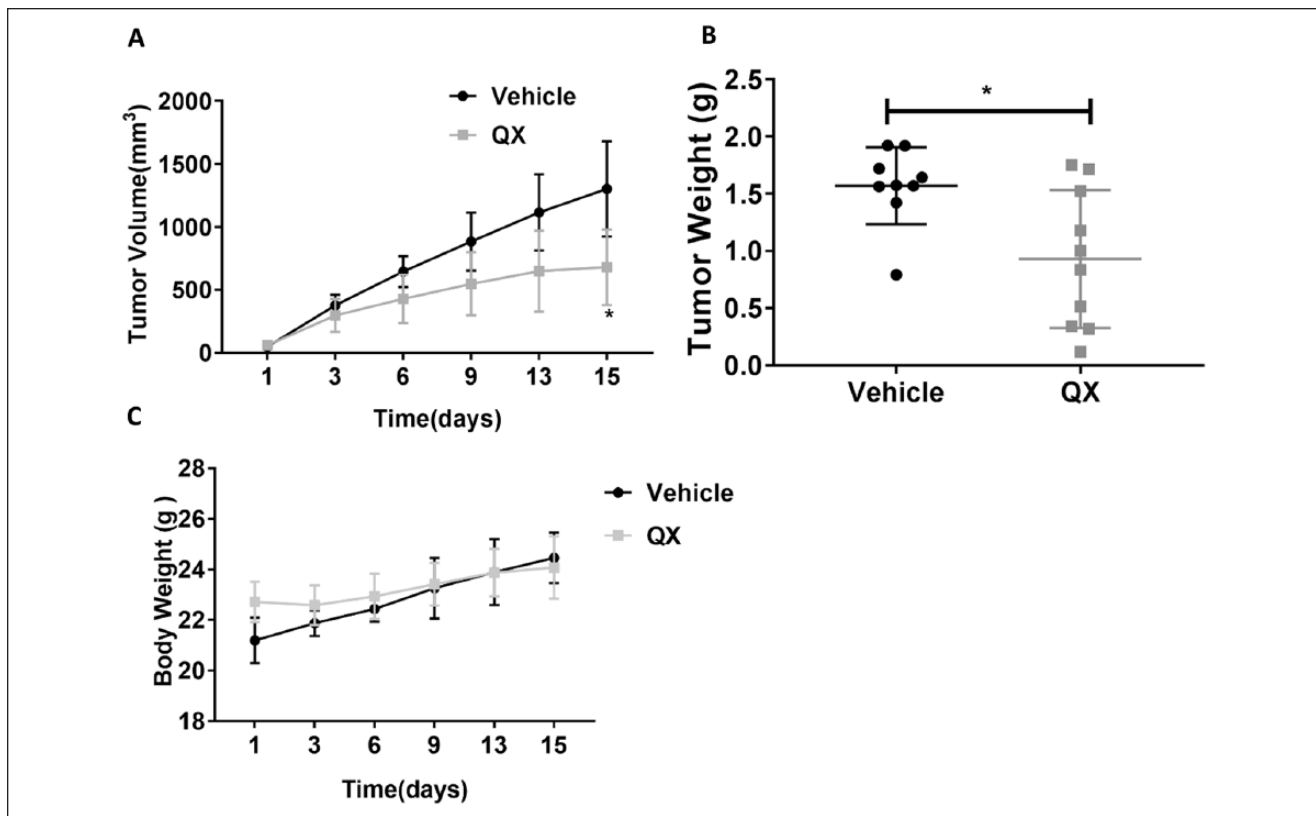 A
Vehicle
QX
2000
1500
1000
500
0
Tumor Volume(mm³)
*
1 3 6 9 13 15
Time(days)
B
2.5
2.0
1.5
1.0
0.5
0.0
Tumor Weight (g)
*
Vehicle QX
C
28
26
24
22
20
18
Body Weight (g )
Vehicle
QX
1 3 6 9 13 15
Time(days)